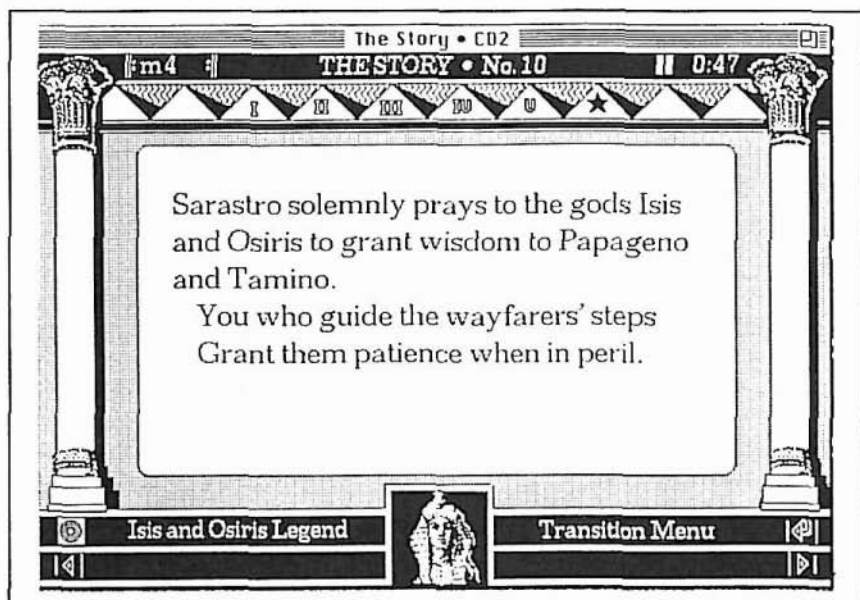 The Story • CD2
m4 THE STORY • No. 10 0:47
I II III IV V
Sarastro solemnly prays to the gods Isis
and Osiris to grant wisdom to Papageno
and Tamino.
You who guide the wayfarers' steps
Grant them patience when in peril.
Isis and Osiris Legend Transition Menu